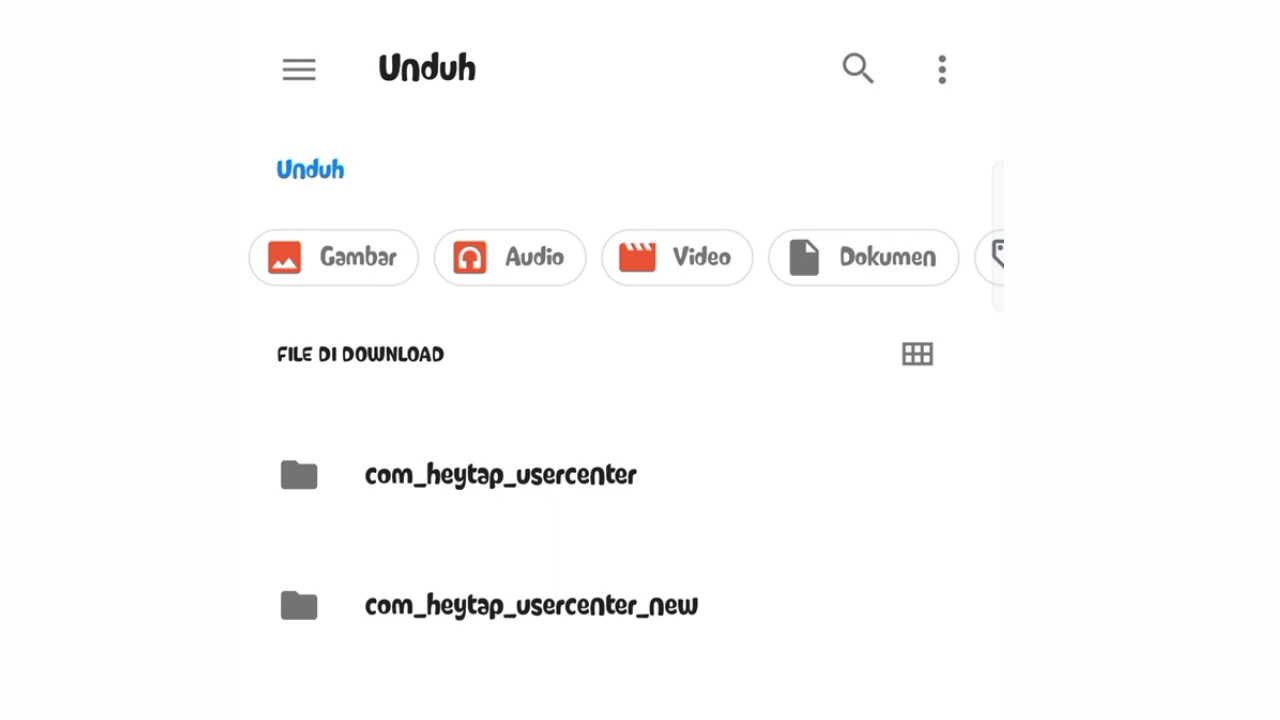 Unduh
Unduh
Gambar Audio Video Dokumen
FILE DI DOWNLOAD
com_heytap_usercenter
com_heytap_usercenter_new